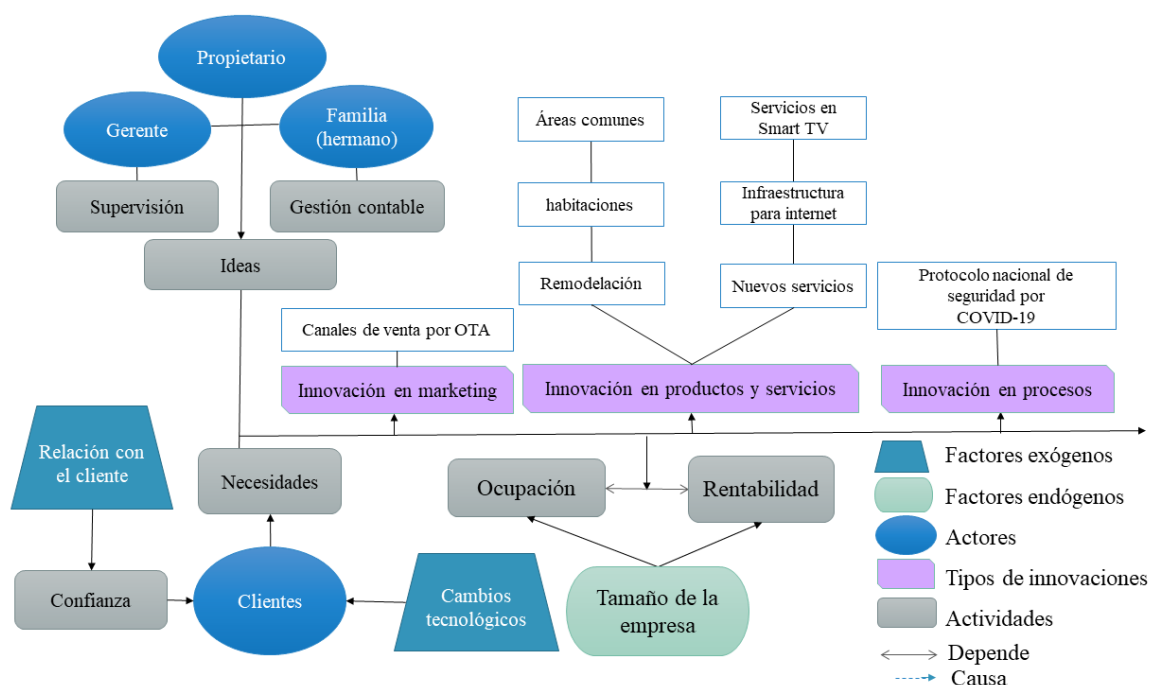 Propietario
Gerente
Familia
(hermano)
Supervisión
Gestión contable
Ideas
Áreas comunes
habitaciones
Remodelación
Servicios en
Smart TV
Infraestructura
para internet
Nuevos servicios
Protocolo nacional de
seguridad por
COVID-19
Canales de venta por OTA
Innovación en marketing
Innovación en productos y servicios
Innovación en procesos
Relación con
el cliente
Necesidades
Ocupación
Rentabilidad
Confianza
Clientes
Cambios
tecnológicos
Tamaño de la
empresa
Factores exógenos
Factores endógenos
Actores
Tipos de innovaciones
Actividades
Depende
Causa